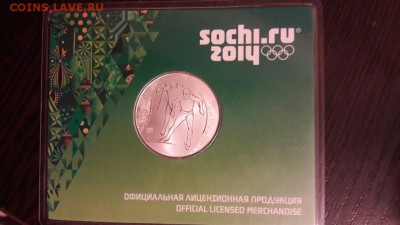 COINS.LAVE.RU
sochi.ru
2014
ОФИЦИАЛЬНАЯ ЛИЦЕНЗИОННАЯ ПРОДУКЦИЯ
OFFICIAL LICENSED MERCHANDISE